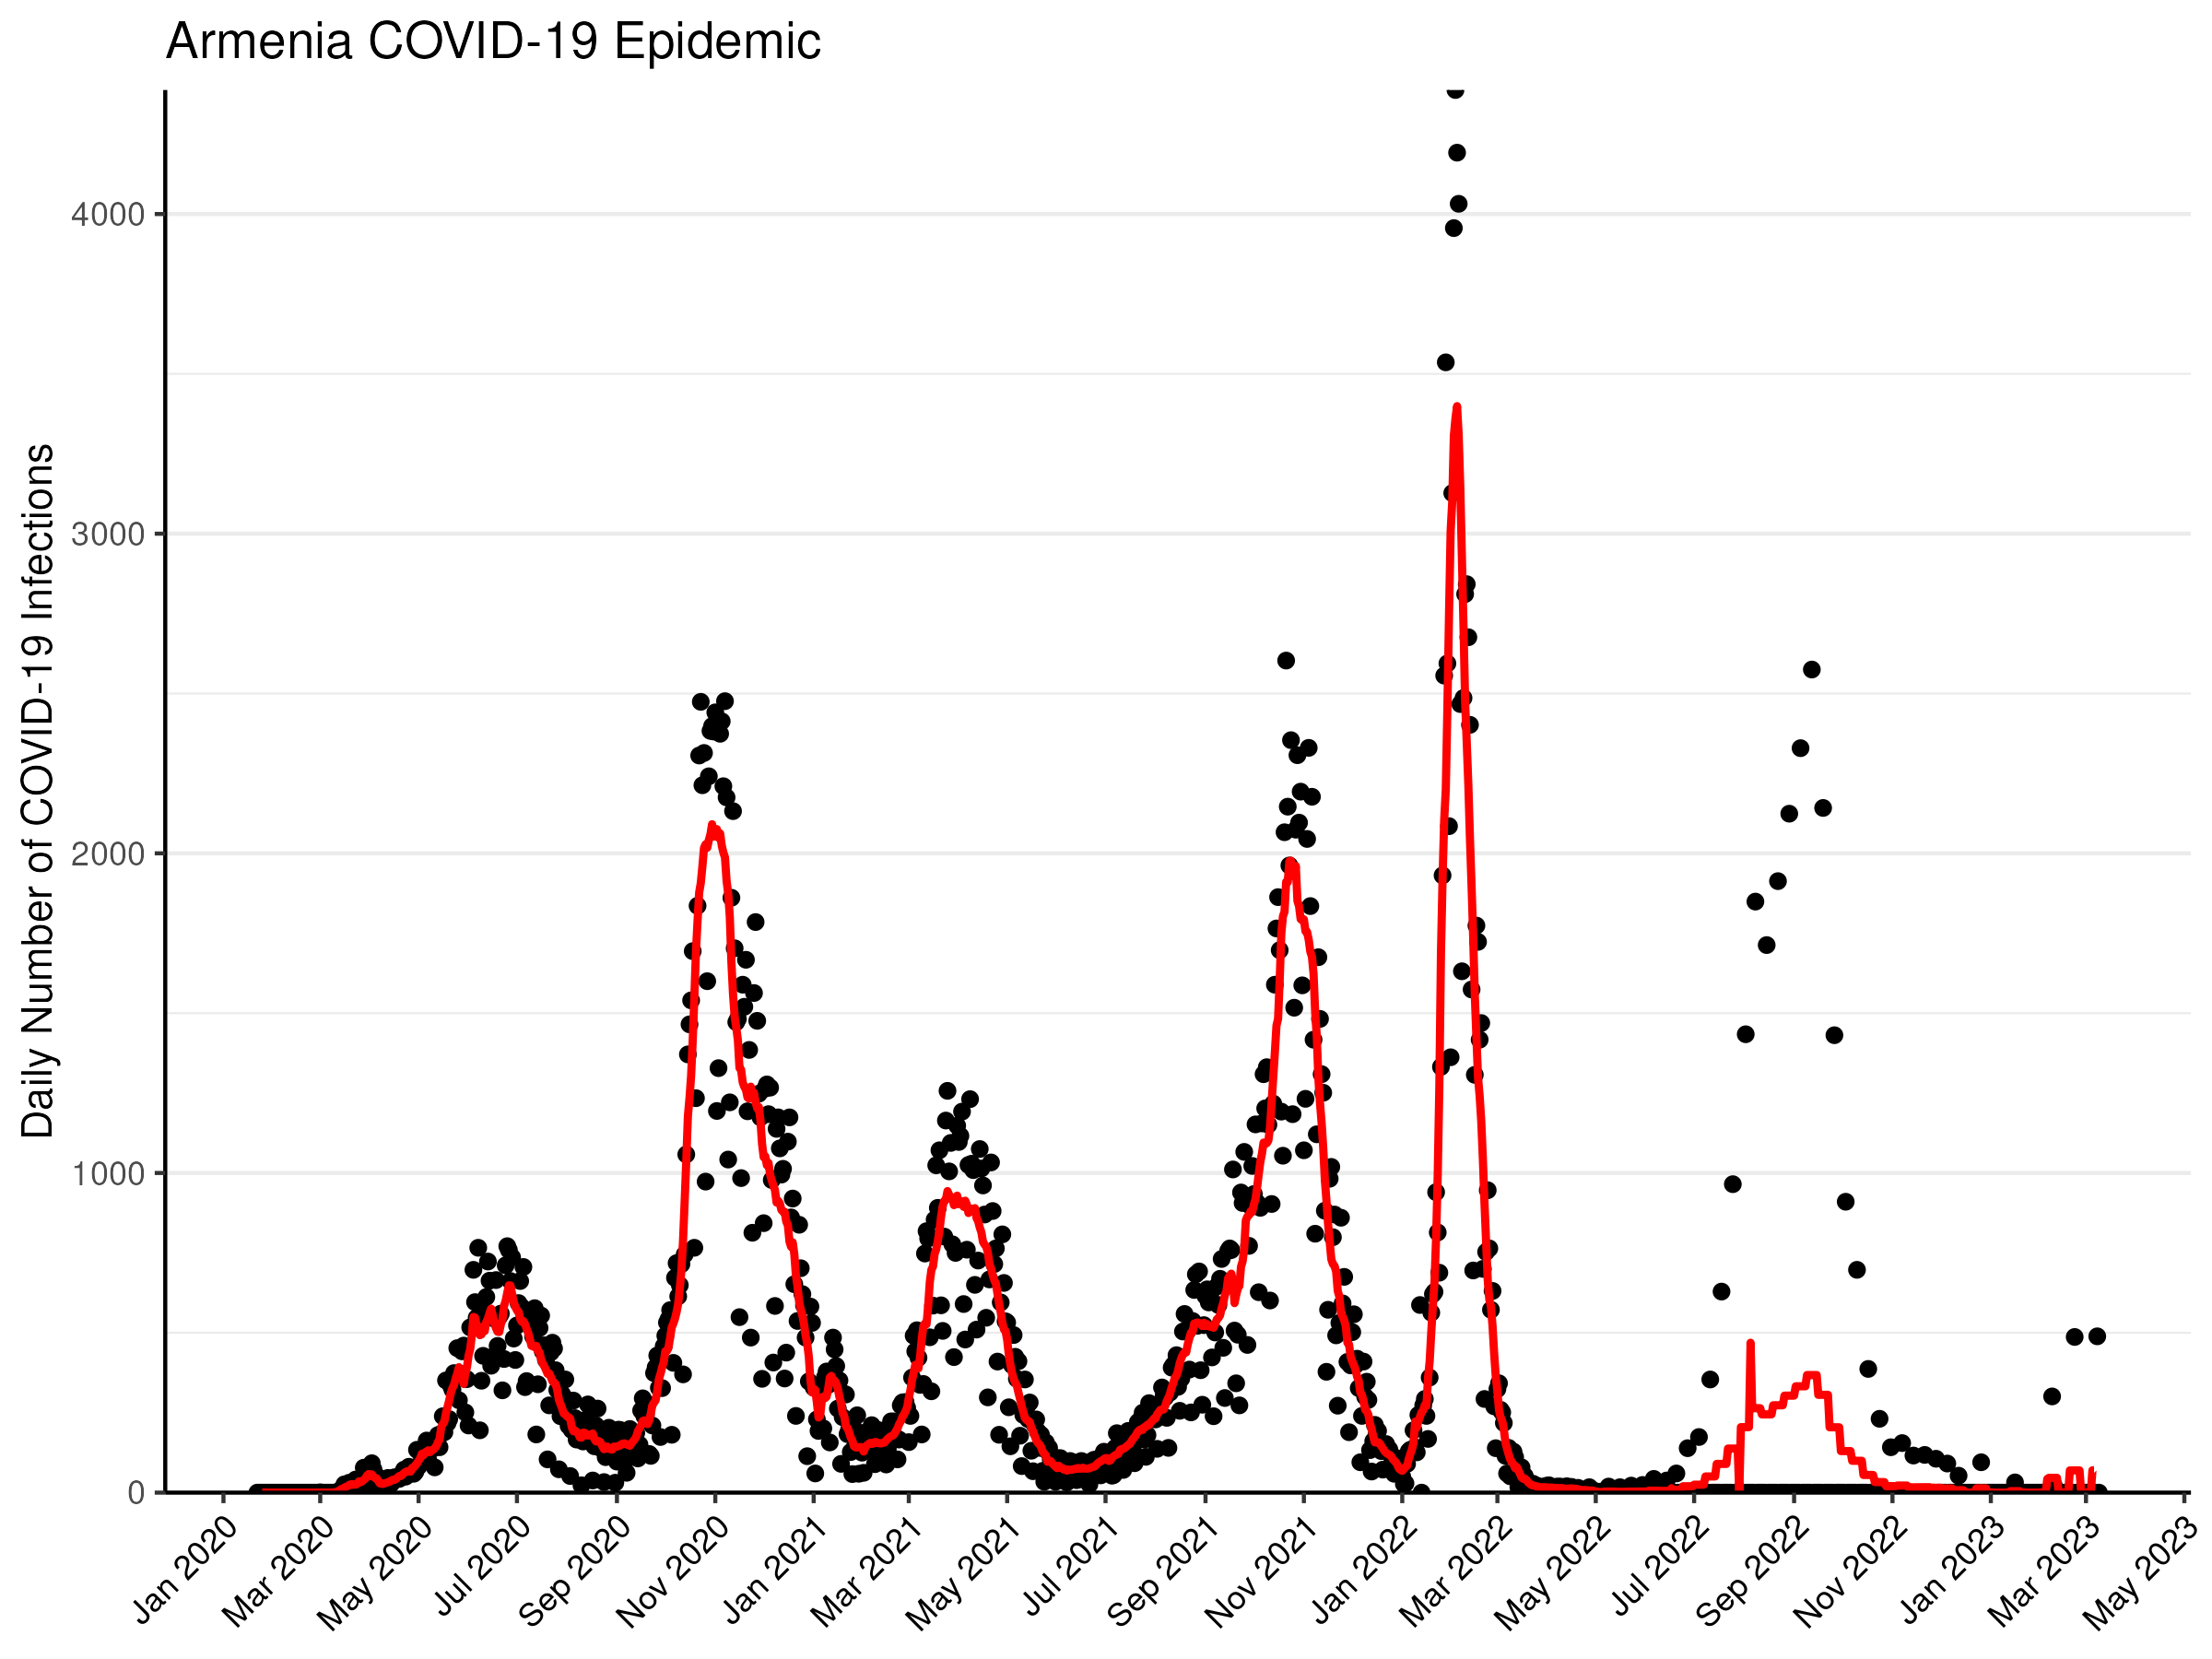 Armenia COVID-19 Epidemic
Daily Number of COVID-19 Infections
4000
3000
2000
1000
0
Jan 2020
Mar 2020
May 2020
Jul 2020
Sep 2020
Nov 2020
Jan 2021
Mar 2021
May 2021
Jul 2021
Sep 2021
Nov 2021
Jan 2022
Mar 2022
May 2022
Jul 2022
Sep 2022
Nov 2022
Jan 2023
Mar 2023
May 2023